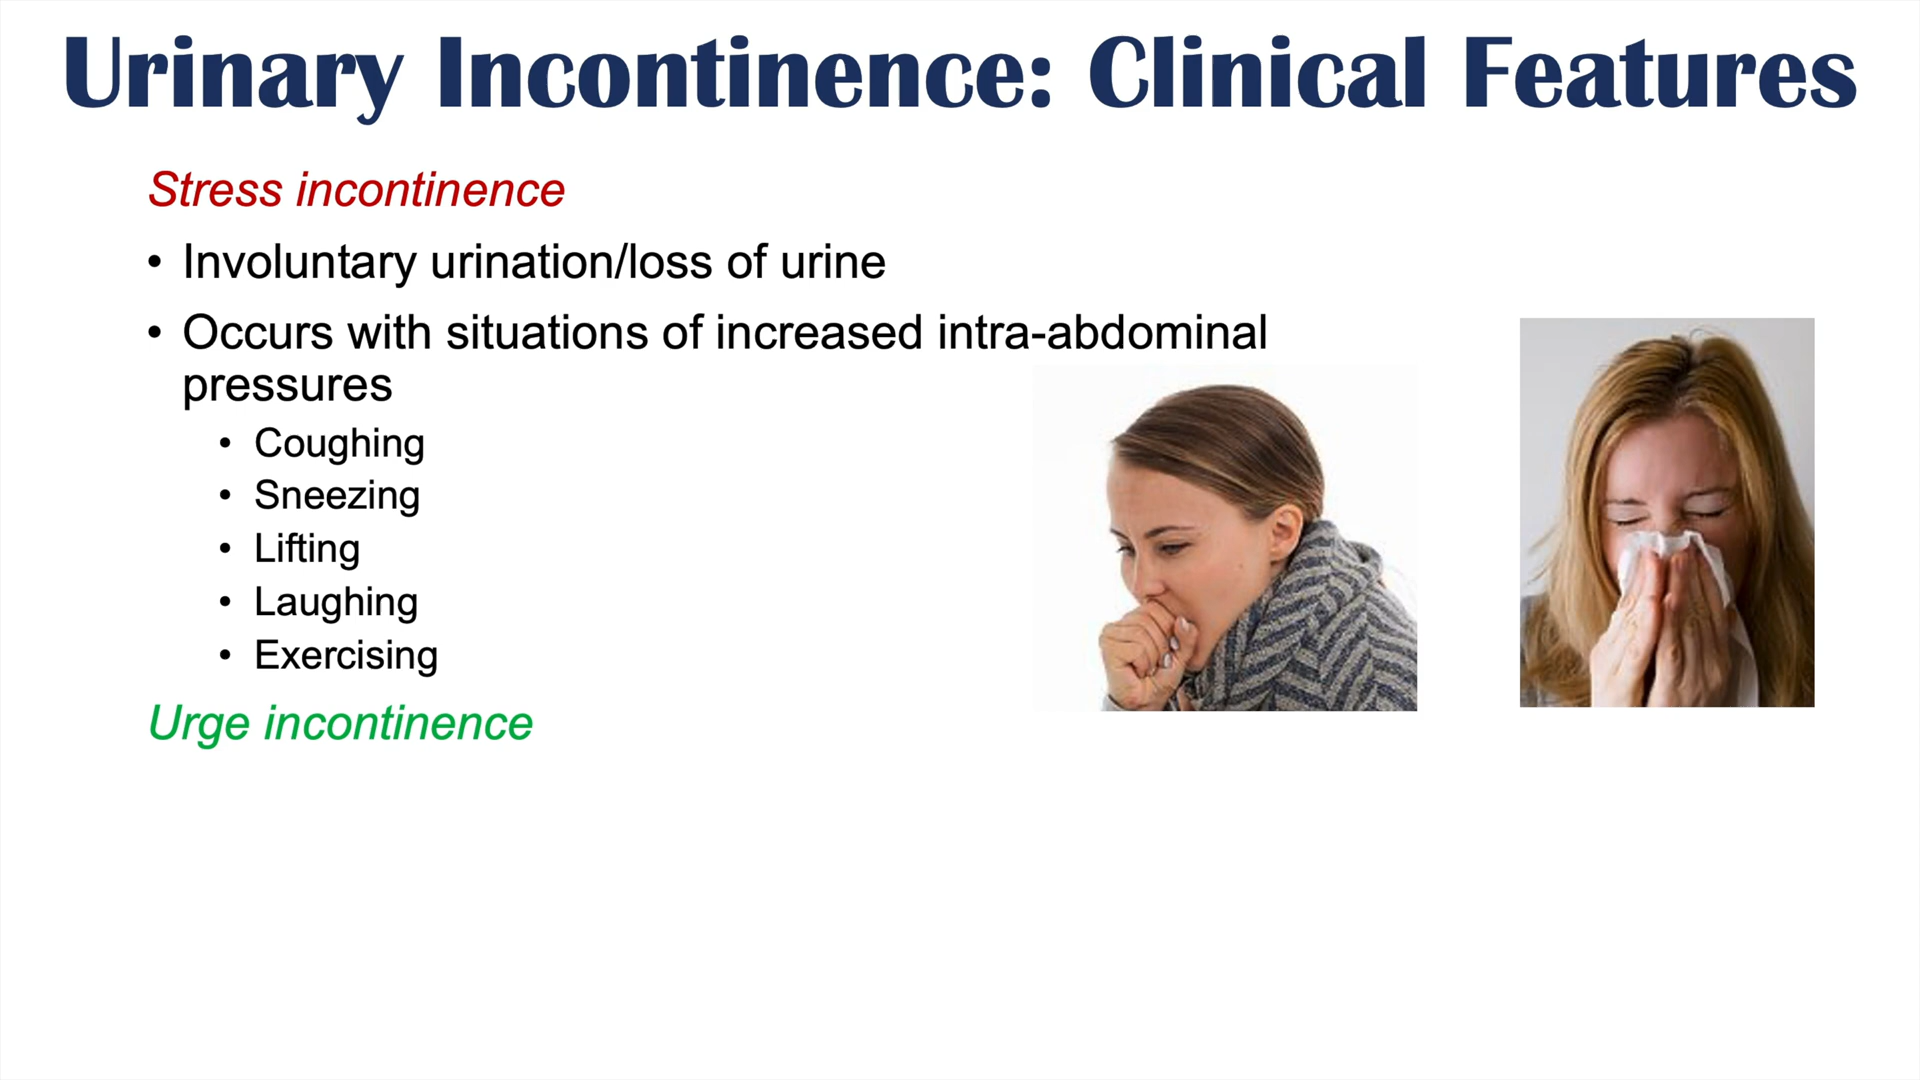 Urinary Incontinence: Clinical Features
Stress incontinence
• Involuntary urination/loss of urine
• Occurs with situations of increased intra-abdominal
pressures
• Coughing
• Sneezing
• Lifting
• Laughing
• Exercising
Urge incontinence